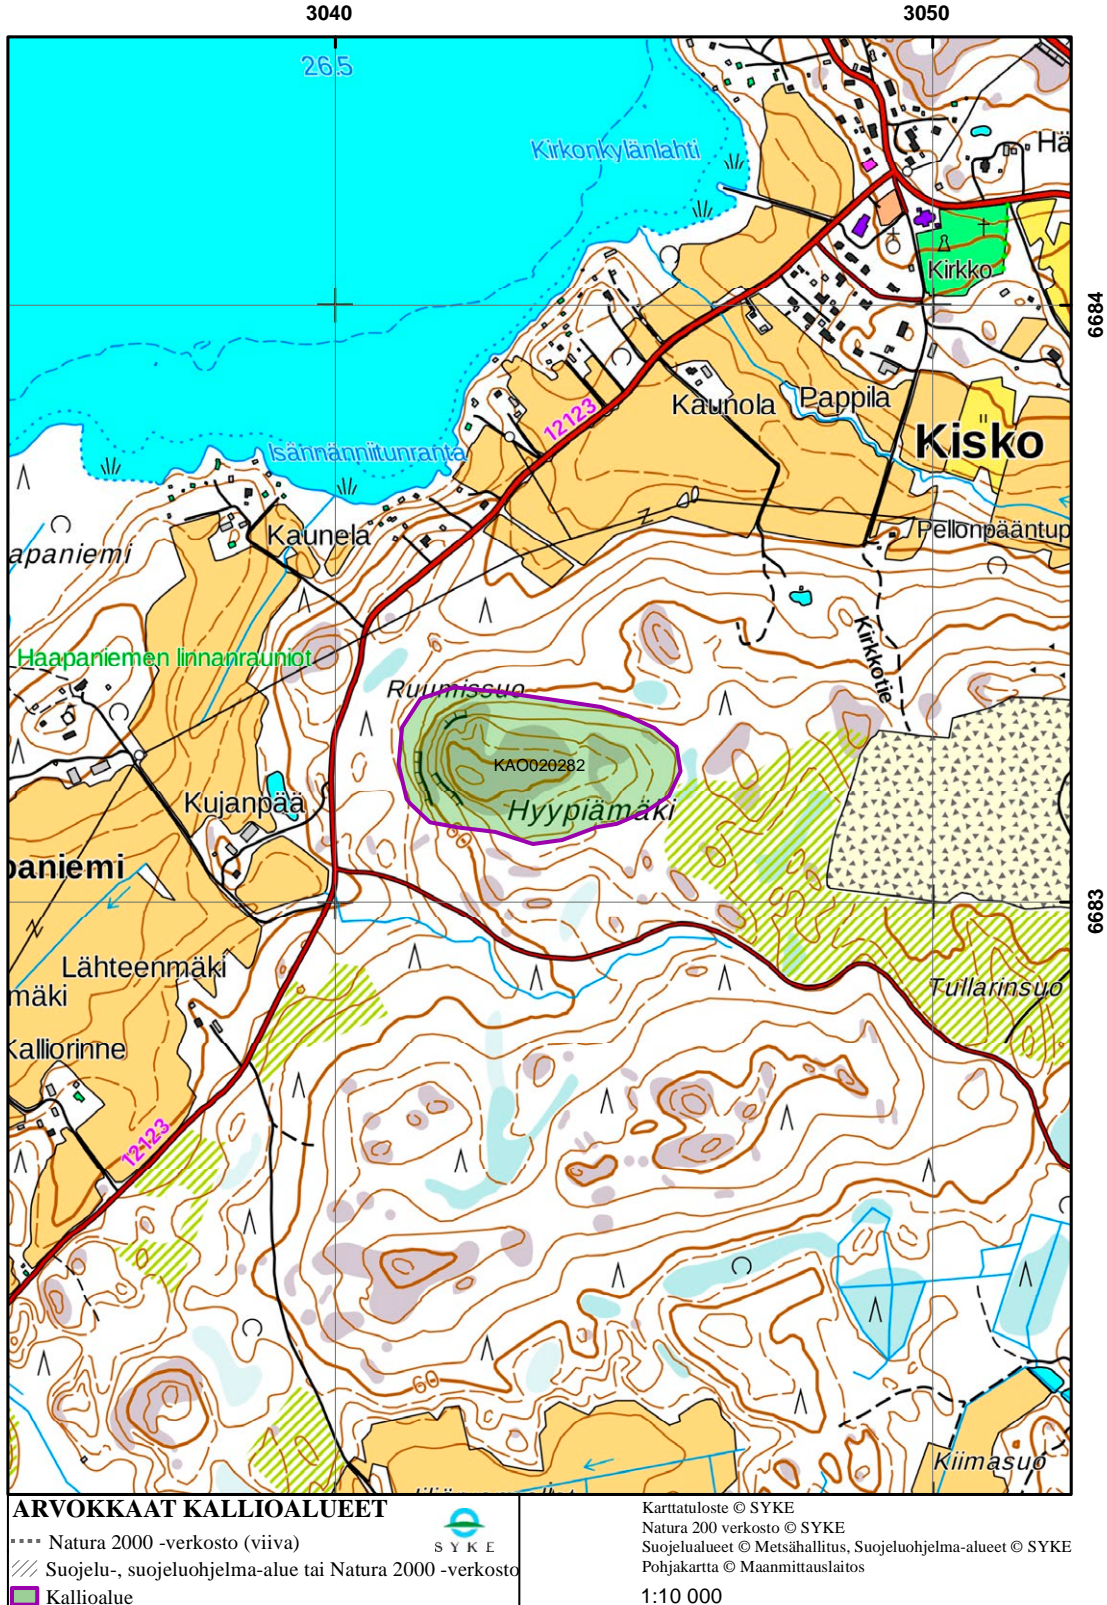 3040 3050
26.5
Kirkonkylänlahti
Hä
Kirkko
6684
Kaunola
Pappila
12123
Kisko
Isännänniitunranta
Kaunela
Pellonpääntup
apaniemi
Kirkkotie
Haapaniemen linnanrauniot
Ruumissuo
KAO020282
Hyypiämäki
Kujanpää
paniemi
60
6683
Lähteenmäki
mäki
Tullarinsuo
Kalliorinne
12123
60
Kiimasuo
ARVOKKAAT KALLIOALUEET
SYKE
Natura 2000 -verkosto (viiva)
Suojelu-, suojeluohjelma-alue tai Natura 2000 -verkosto
Kallioalue
Karttatuloste © SYKE
Natura 200 verkosto © SYKE
Suojelualueet © Metsähallitus, Suojeluohjelma-alueet © SYKE
Pohjakartta © Maanmittauslaitos
1:10 000